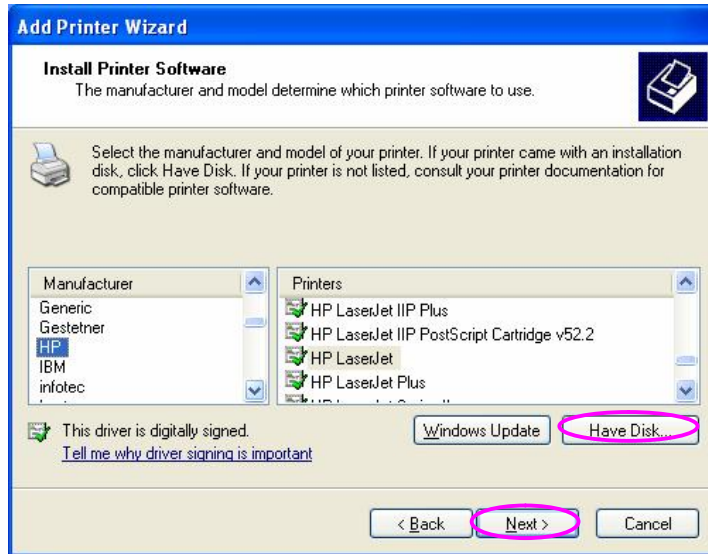 Add Printer Wizard
Install Printer Software
The manufacturer and model determine which printer software to use.
Select the manufacturer and model of your printer. If your printer came with an installation
disk, click Have Disk. If your printer is not listed, consult your printer documentation for
compatible printer software.
Manufacturer
Generic
Gestetner
HP
IBM
infotec
Printers
HP LaserJet IIP Plus
HP LaserJet IIP PostScript Cartridge v52.2
HP LaserJet
HP LaserJet Plus
This driver is digitally signed.
Tell me why driver signing is important
Windows Update
Have Disk...
< Back
Next >
Cancel